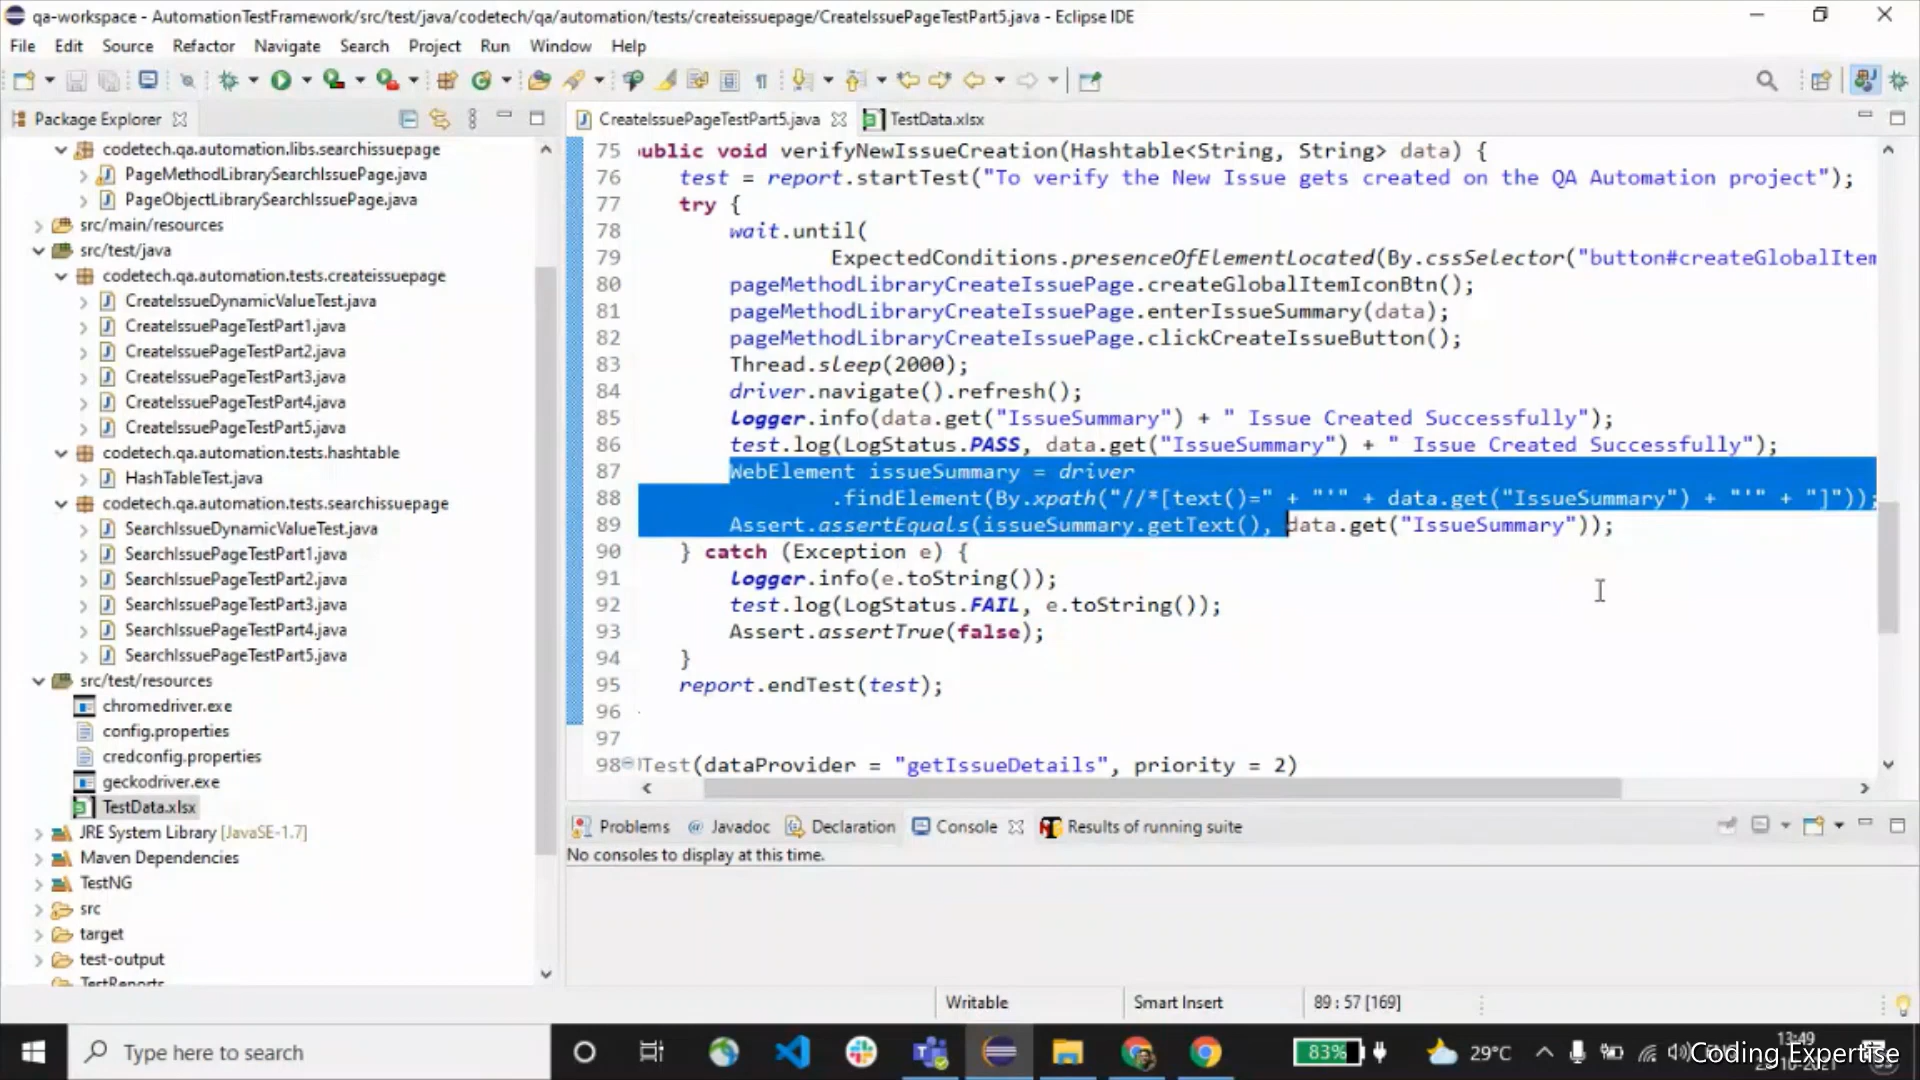 qa-workspace - AutomationTestFramework/src/test/java/codetech/qa/automation/tests/createissuepage/CreateIssuePageTestPart5.java - Eclipse IDE
File Edit Source Refactor Navigate Search Project Run Window Help
Package Explorer
codetech.qa.automation.libs.searchissuepage
PageMethodLibrarySearchIssuePage.java
PageObjectLibrarySearchIssuePage.java
src/main/resources
src/test/java
codetech.qa.automation.tests.createissuepage
CreateIssueDynamicValueTest.java
CreateIssuePageTestPart1.java
CreateIssuePageTestPart2.java
CreateIssuePageTestPart3.java
CreateIssuePageTestPart4.java
CreateIssuePageTestPart5.java
codetech.qa.automation.tests.hashtable
HashTableTest.java
codetech.qa.automation.tests.searchissuepage
SearchIssueDynamicValueTest.java
SearchIssuePageTestPart1.java
SearchIssuePageTestPart2.java
SearchIssuePageTestPart3.java
SearchIssuePageTestPart4.java
SearchIssuePageTestPart5.java
src/test/resources
chromedriver.exe
config.properties
credconfig.properties
geckodriver.exe
TestData.xlsx
JRE System Library [JavaSE-1.7]
Maven Dependencies
TestNG
src
target
test-output
TestReports
CreateIssuePageTestPart5.java TestData.xlsx
75 ublic void verifyNewIssueCreation(Hashtable<String, String> data) {
76 test = report.startTest("To verify the New Issue gets created on the QA Automation project");
77 try {
78 wait.until(
79 ExpectedConditions.presenceOfElementLocated(By.cssSelector("button#createGlobalItem
80 pageMethodLibraryCreateIssuePage.createGlobalItemIconBtn();
81 pageMethodLibraryCreateIssuePage.enterIssueSummary(data);
82 pageMethodLibraryCreateIssuePage.clickCreateIssueButton();
83 Thread.sleep(2000);
84 driver.navigate().refresh();
85 Logger.info(data.get("IssueSummary") + " Issue Created Successfully");
86 test.log(LogStatus.PASS, data.get("IssueSummary") + " Issue Created Successfully");
87 WebElement issueSummary = driver
88 .findElement(By.xpath("//*[text()=" + "'" + data.get("IssueSummary") + "'" + "]"));
89 Assert.assertEquals(issueSummary.getText(), data.get("IssueSummary"));
90 } catch (Exception e) {
91 Logger.info(e.toString());
92 test.log(LogStatus.FAIL, e.toString());
93 Assert.assertTrue(false);
94 }
95 report.endTest(test);
96
97
98 Test(dataProvider = "getIssueDetails", priority = 2)
Problems Javadoc Declaration Console Results of running suite
No consoles to display at this time.
Writable Smart Insert 89 : 57 [169]
Type here to search
83% 29°C 13:49
Coding Expertise